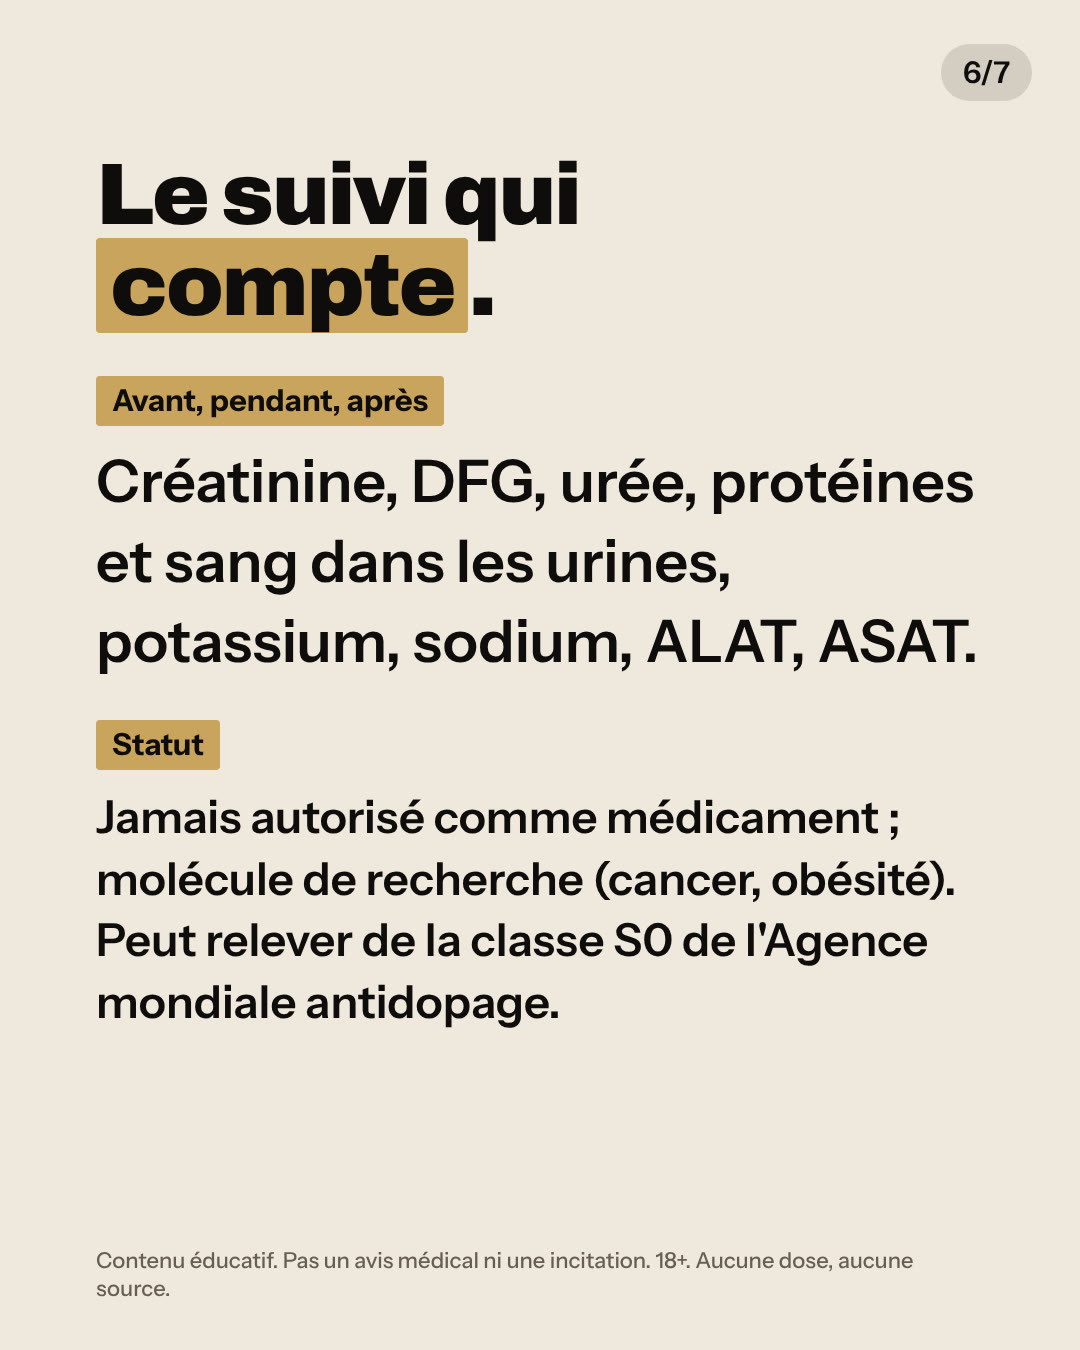 6/7
Le suivi qui
compte.
Avant, pendant, après
Créatinine, DFG, urée, protéines
et sang dans les urines,
potassium, sodium, ALAT, ASAT.
Statut
Jamais autorisé comme médicament ;
molécule de recherche (cancer, obésité).
Peut relever de la classe S0 de l'Agence
mondiale antidopage.
Contenu éducatif. Pas un avis médical ni une incitation. 18+. Aucune dose, aucune
source.